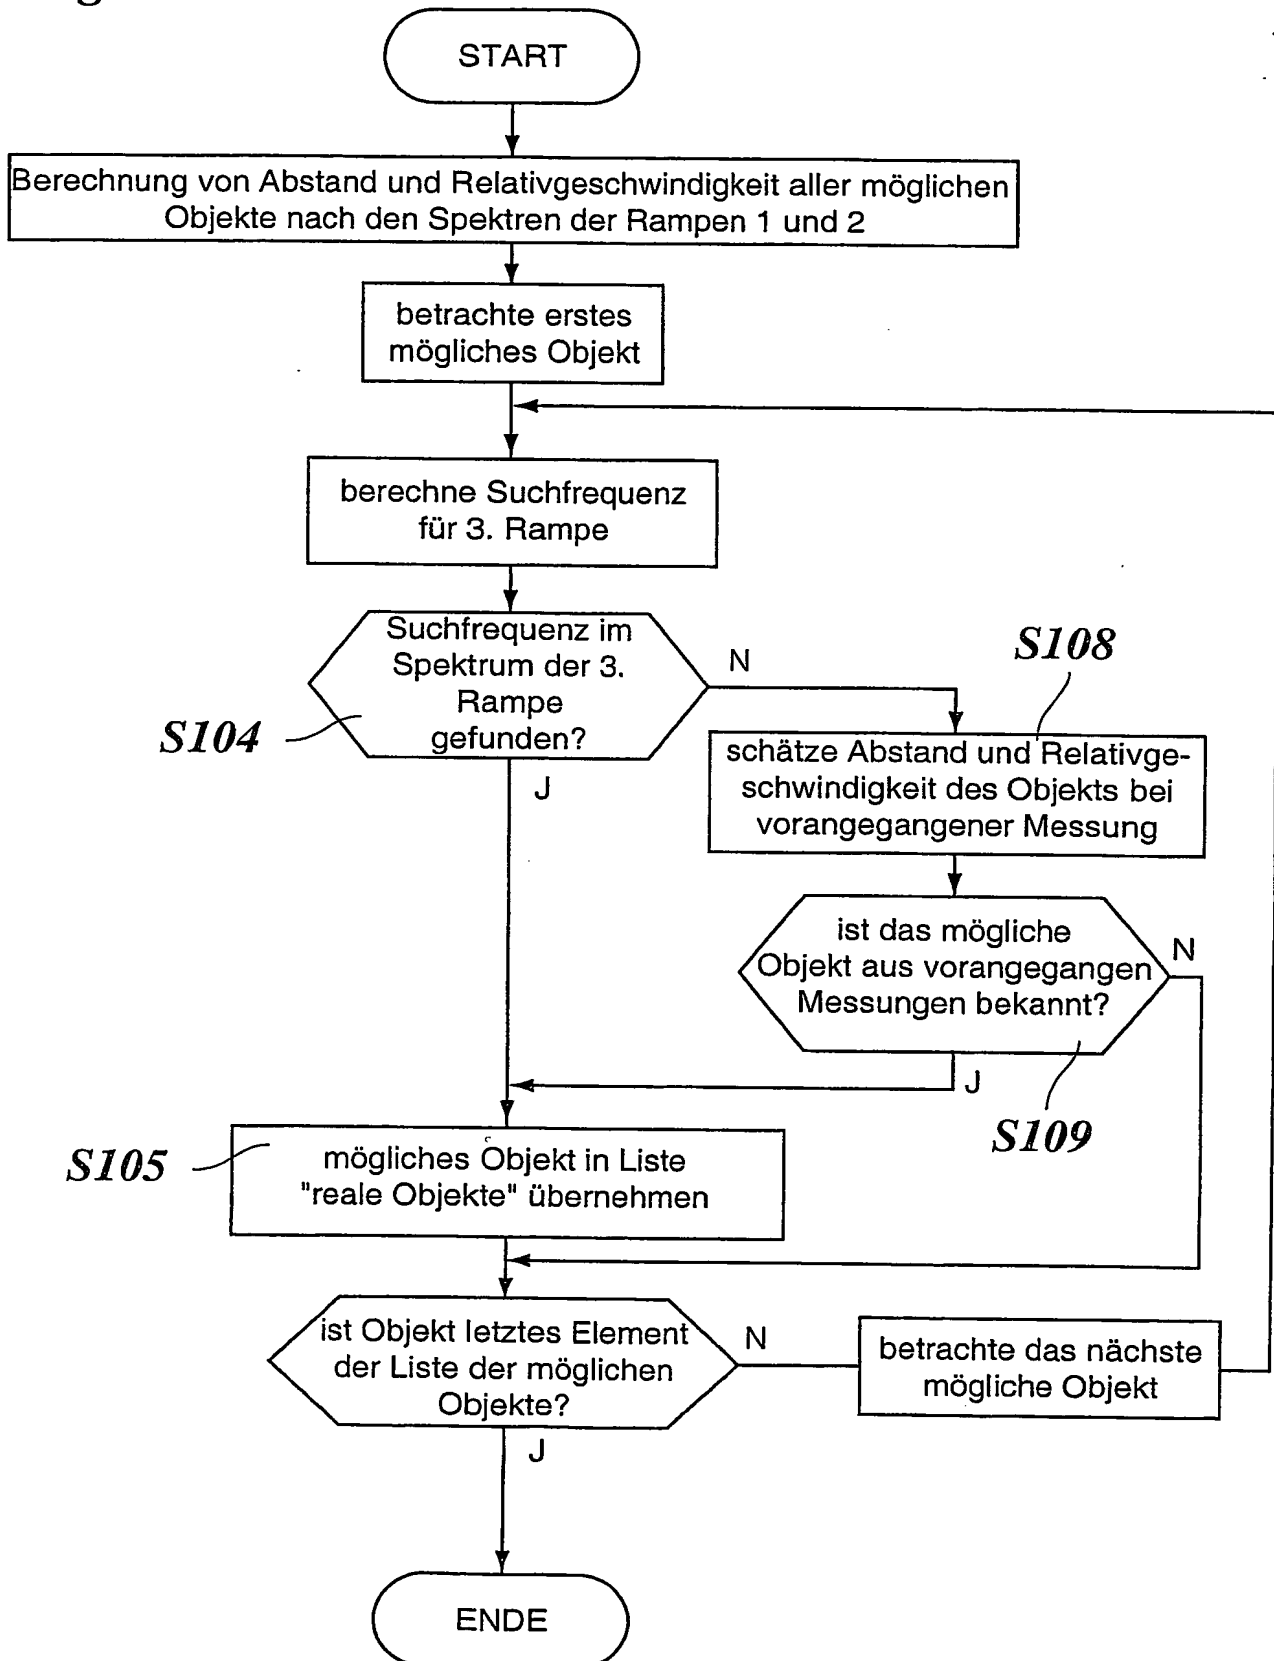 START
Berechnung von Abstand und Relativgeschwindigkeit aller möglichen
Objekte nach den Spektren der Rampen 1 und 2
betrachte erstes
mögliches Objekt
berechne Suchfrequenz
für 3. Rampe
Suchfrequenz im
Spektrum der 3.
Rampe
gefunden?
N
S104
J
S108
schätze Abstand und Relativge-
schwindigkeit des Objekts bei
vorangegangener Messung
ist das mögliche
Objekt aus vorangegangen
Messungen bekannt?
N
J
S109
S105
mögliches Objekt in Liste
"reale Objekte" übernehmen
ist Objekt letztes Element
der Liste der möglichen
Objekte?
N
betrachte das nächste
mögliche Objekt
J
ENDE